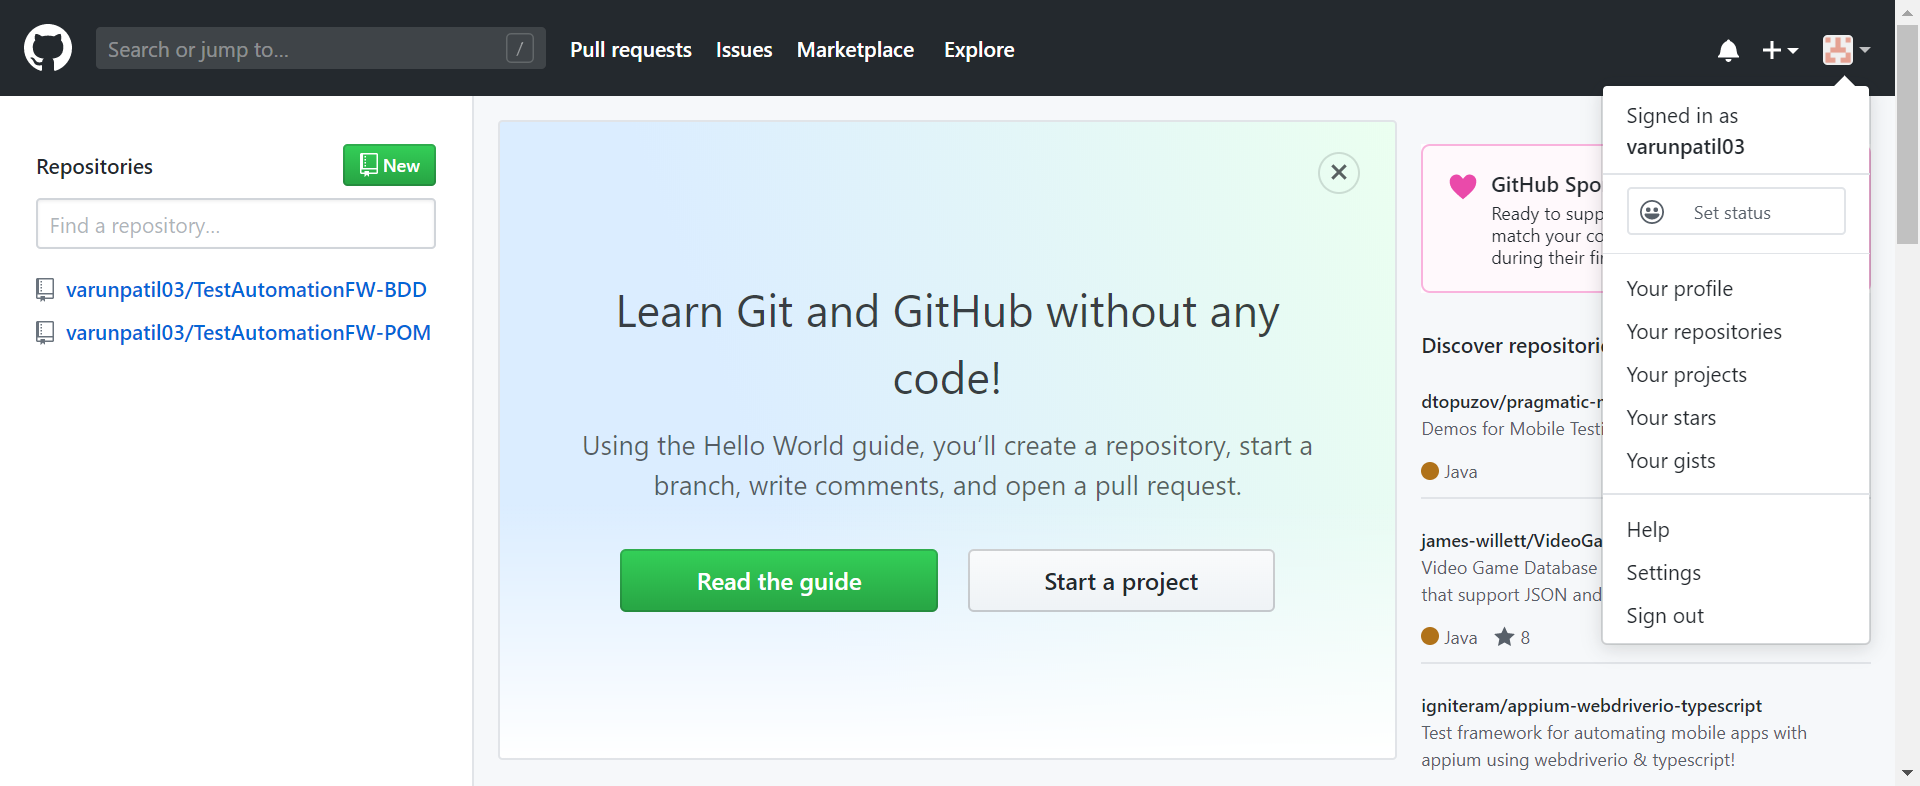 Search or jump to...
/
Pull requests
Issues
Marketplace
Explore
Repositories
New
Find a repository...
varunpatil03/TestAutomationFW-BDD
varunpatil03/TestAutomationFW-POM
Learn Git and GitHub without any
code!
Using the Hello World guide, you’ll create a repository, start a
branch, write comments, and open a pull request.
Read the guide
Start a project
GitHub Spo
Ready to supp
match your co
during their fi
Discover repositori
dtopuzov/pragmatic-
Demos for Mobile Testi
Java
james-willett/VideoGa
Video Game Database
that support JSON and
Java
8
igniteram/appium-webdriverio-typescript
Test framework for automating mobile apps with
appium using webdriverio & typescript!
Signed in as
varunpatil03
Set status
Your profile
Your repositories
Your projects
Your stars
Your gists
Help
Settings
Sign out